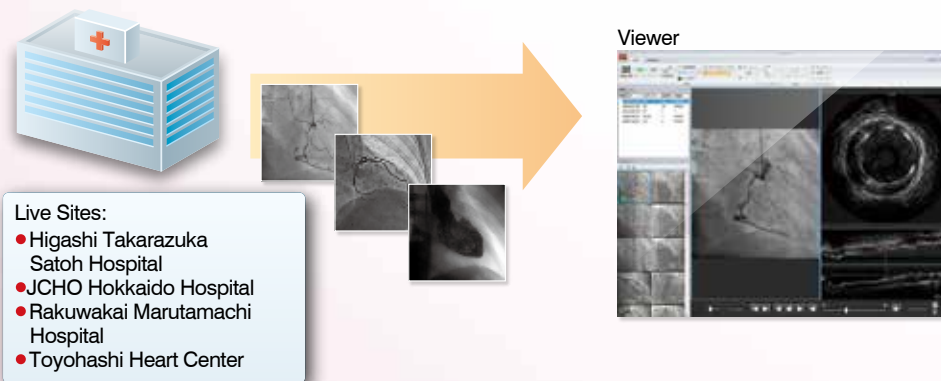 Viewer
Live Sites:
●Higashi Takarazuka
Satoh Hospital
●JCHO Hokkaido Hospital
●Rakuwakai Marutamachi
Hospital
●Toyohashi Heart Center